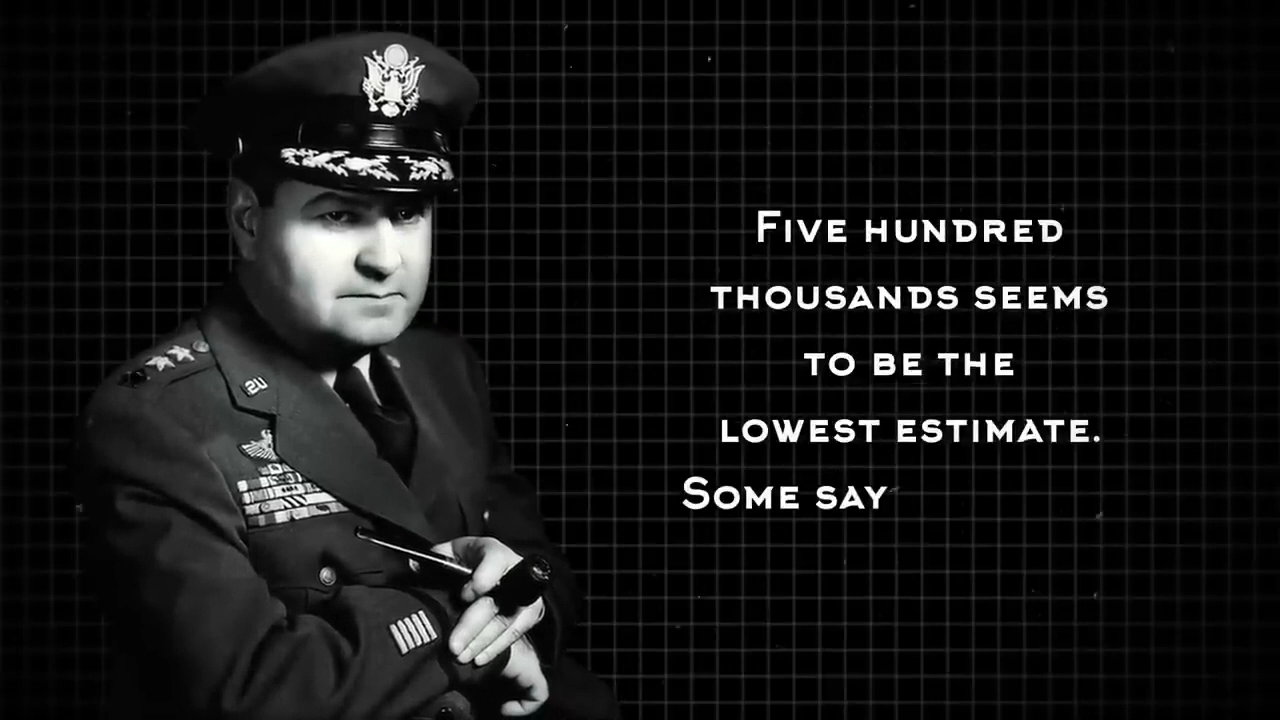 Five hundred
thousands seems
to be the
lowest estimate.
Some say